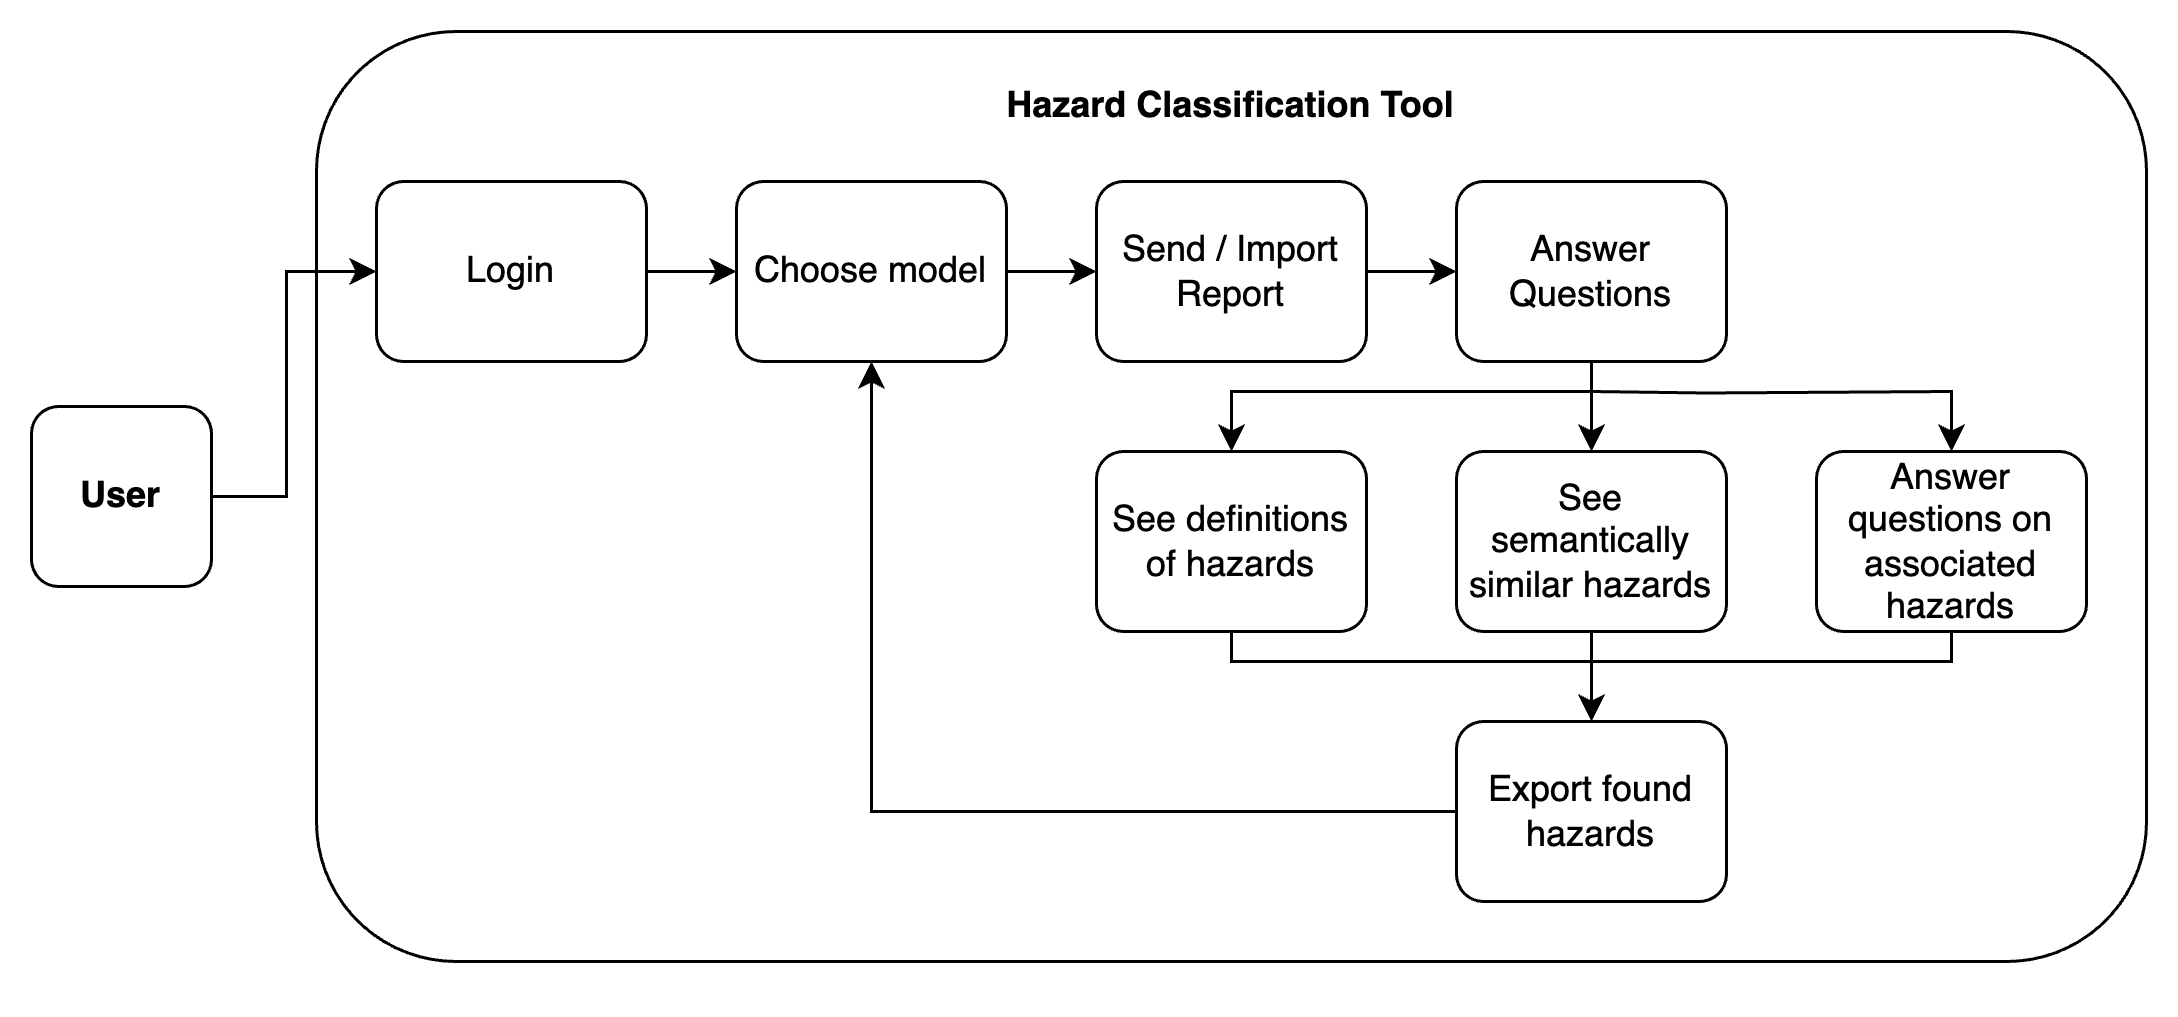 Hazard Classification Tool
Login
Choose model
Send / Import
Report
Answer
Questions
User
See definitions
of hazards
See
semantically
similar hazards
Answer
questions on
associated
hazards
Export found
hazards